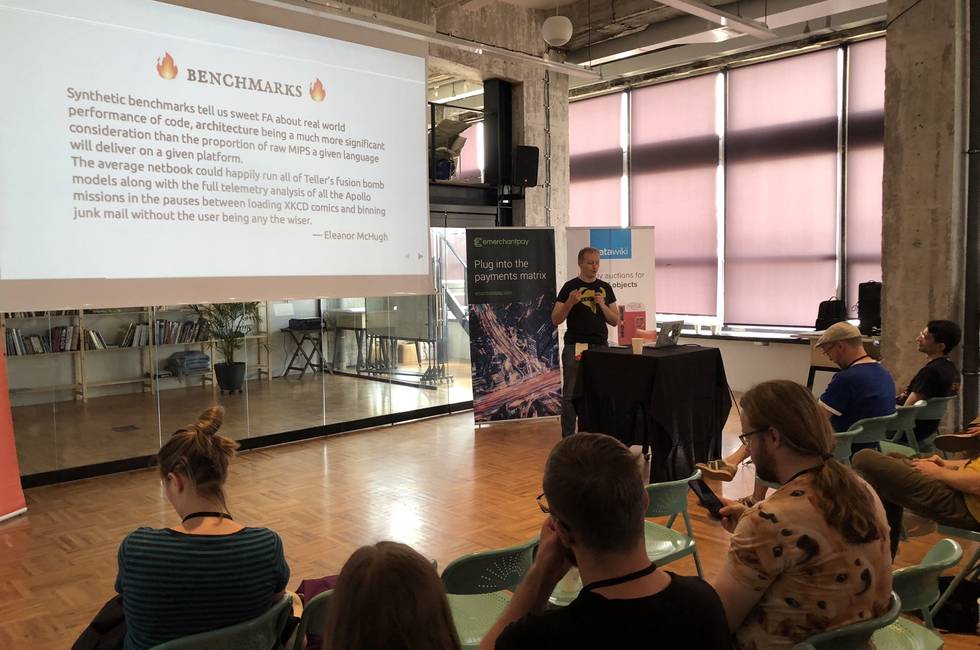 BENCHMARKS
Synthetic benchmarks tell us sweet FA about real world
performance of code, architecture being a much more significant
consideration than the proportion of raw MIPS a given language
will deliver on a given platform.
The average netbook could happily run all of Teller's fusion bomb
models along with the full telemetry analysis of all the Apollo
missions in the pauses between loading XKCD comics and binning
junk mail without the user being any the wiser.
— Eleanor McHugh
emerchantpay
Plug into the
payments matrix
atawiki
auctions for
objects